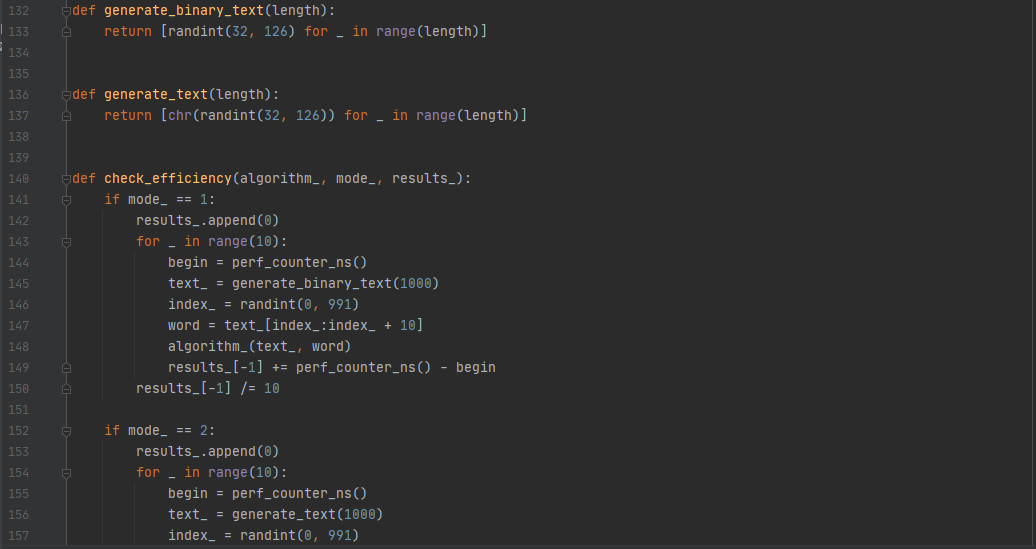 132 def generate_binary_text(length):
133     return [randint(32, 126) for _ in range(length)]
134
135
136 def generate_text(length):
137     return [chr(randint(32, 126)) for _ in range(length)]
138
139
140 def check_efficiency(algorithm_, mode_, results_):
141     if mode_ == 1:
142         results_.append(0)
143         for _ in range(10):
144             begin = perf_counter_ns()
145             text_ = generate_binary_text(1000)
146             index_ = randint(0, 991)
147             word = text_[index_:index_ + 10]
148             algorithm_(text_, word)
149             results_[-1] += perf_counter_ns() - begin
150         results_[-1] /= 10
151
152     if mode_ == 2:
153         results_.append(0)
154         for _ in range(10):
155             begin = perf_counter_ns()
156             text_ = generate_text(1000)
157             index_ = randint(0, 991)